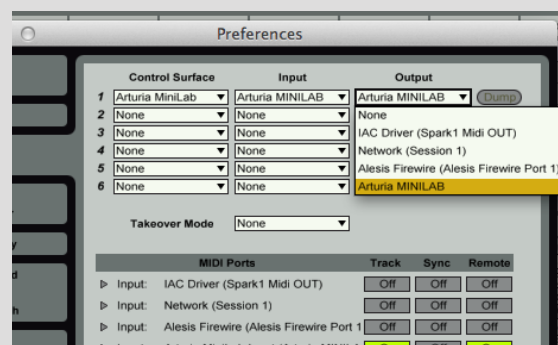 Preferences
Control Surface Input Output
1 Arturia MiniLab Arturia MINILAB Arturia MINILAB Dump
2 None None None
3 None None IAC Driver (Spark1 Midi OUT)
4 None None Network (Session 1)
5 None None Alesis Firewire (Alesis Firewire Port 1)
6 None None Arturia MINILAB
Takeover Mode None
MIDI Ports Track Sync Remote
Input: IAC Driver (Spark1 Midi OUT) Off Off Off
Input: Network (Session 1) Off Off Off
Input: Alesis Firewire (Alesis Firewire Port 1 Off Off Off